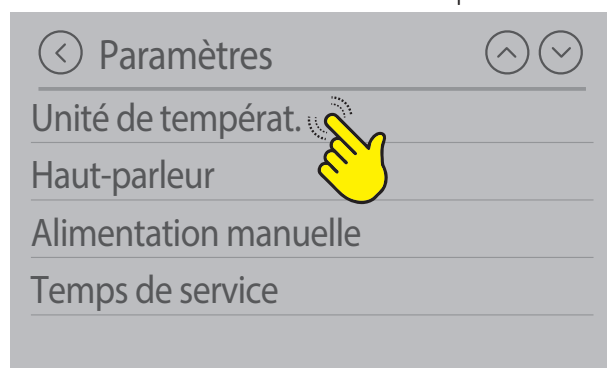 Paramètres
Unité de températ.
Haut-parleur
Alimentation manuelle
Temps de service